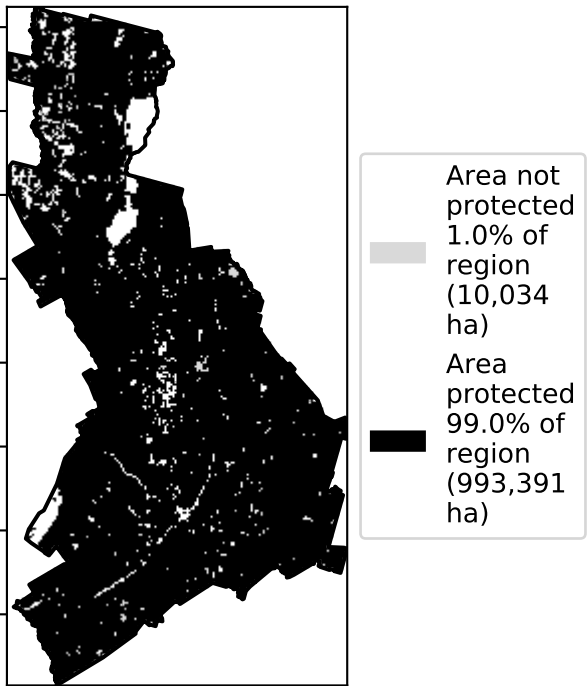 Area not
protected
1.0% of
region
(10,034
ha)
Area
protected
99.0% of
region
(993,391
ha)